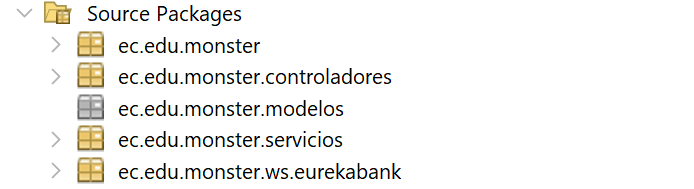 Source Packages
ec.edu.monster
ec.edu.monster.controladores
ec.edu.monster.modelos
ec.edu.monster.servicios
ec.edu.monster.ws.eurekabank